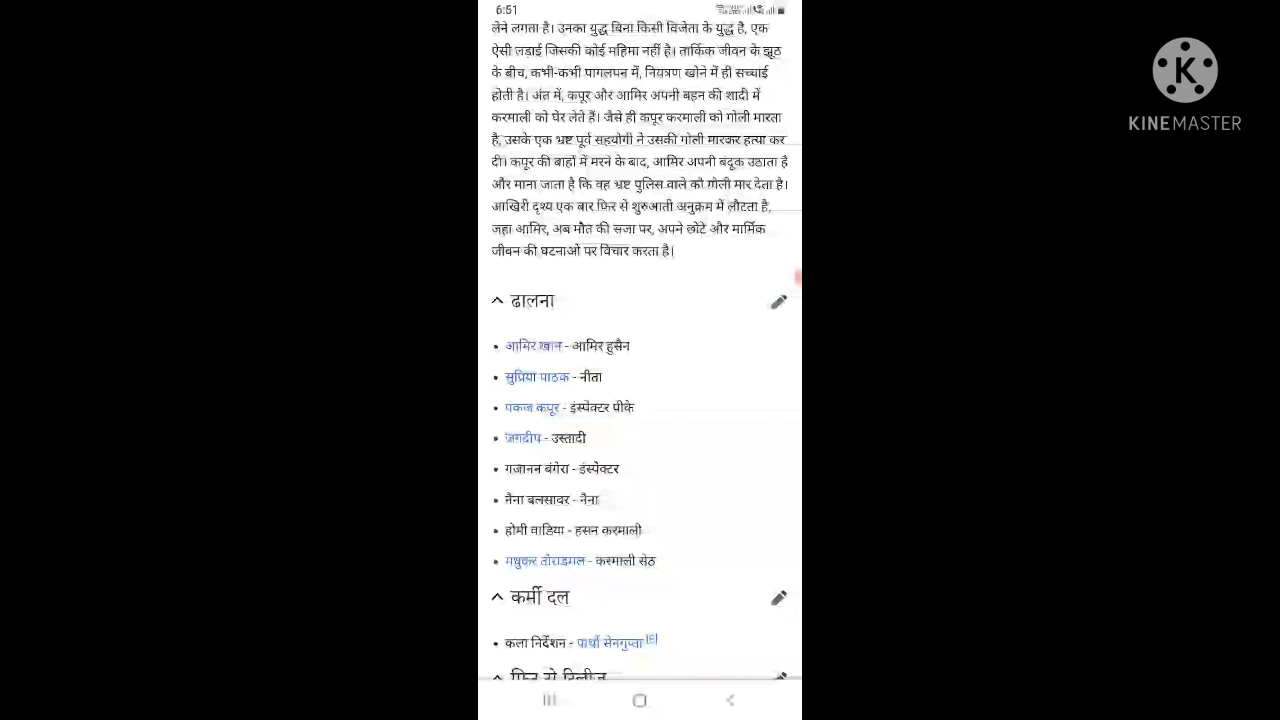 6:51
लेने लगता है। उनका युद्ध बिना किसी विजेता के युद्ध है, एक
ऐसी लड़ाई जिसकी कोई महिमा नहीं है। तार्किक जीवन के झूठ
के बीच, कभी-कभी पागलपन में, नियंत्रण खोने में ही सच्चाई
होती है। अंत में, कपूर और आमिर अपनी बहन की शादी में
करमाली को घेर लेते हैं। जैसे ही कपूर करमाली को गोली मारता
है, उसके एक भ्रष्ट पूर्व सहयोगी ने उसकी गोली मारकर हत्या कर
दी। कपूर की बाहों में मरने के बाद, आमिर अपनी बंदूक उठाता है
और माना जाता है कि वह भ्रष्ट पुलिस वाले को गोली मार देता है।
आखिरी दृश्य एक बार फिर से शुरुआती अनुक्रम में लौटता है,
जहां आमिर, अब मौत की सजा पर, अपने छोटे और मार्मिक
जीवन की घटनाओं पर विचार करता है।
ढालना
आमिर खान - आमिर हुसैन
सुप्रिया पाठक - नीता
पंकज कपूर - इंस्पेक्टर पीके
जगदीप - उस्तादी
गजानन बंगेरा - इंस्पेक्टर
नैना बलसावर - नैना
होमी वाडिया - हसन करमाली
मधुकर तोराडमल - करमाली सेठ
कर्मी दल
कला निर्देशन - पार्थो सेनगुप्ता
फिर से रिलीज
K
KINEMASTER